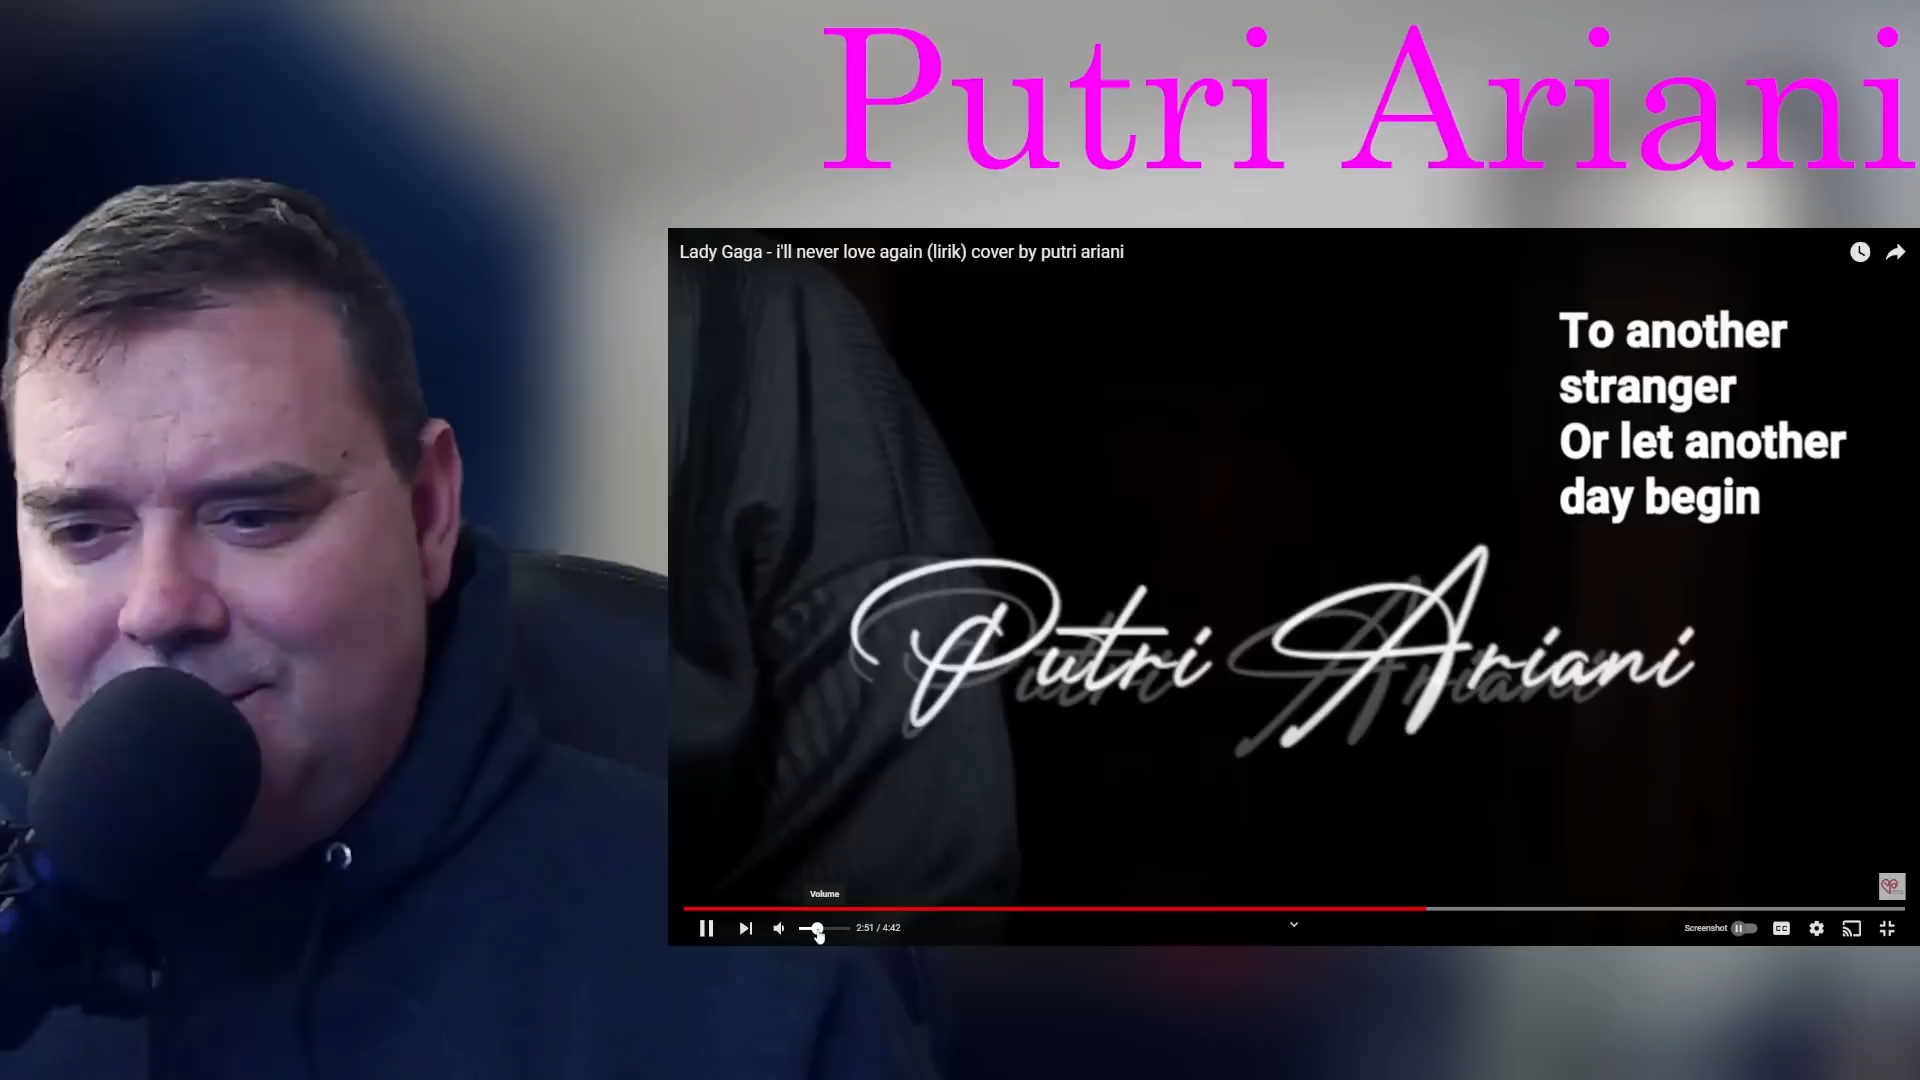 Putri Ariani
Lady Gaga - i'll never love again (lirik) cover by putri ariani
To another
stranger
Or let another
day begin
Putri Ariani
Volume
2:51 / 4:42
Screenshot
CC